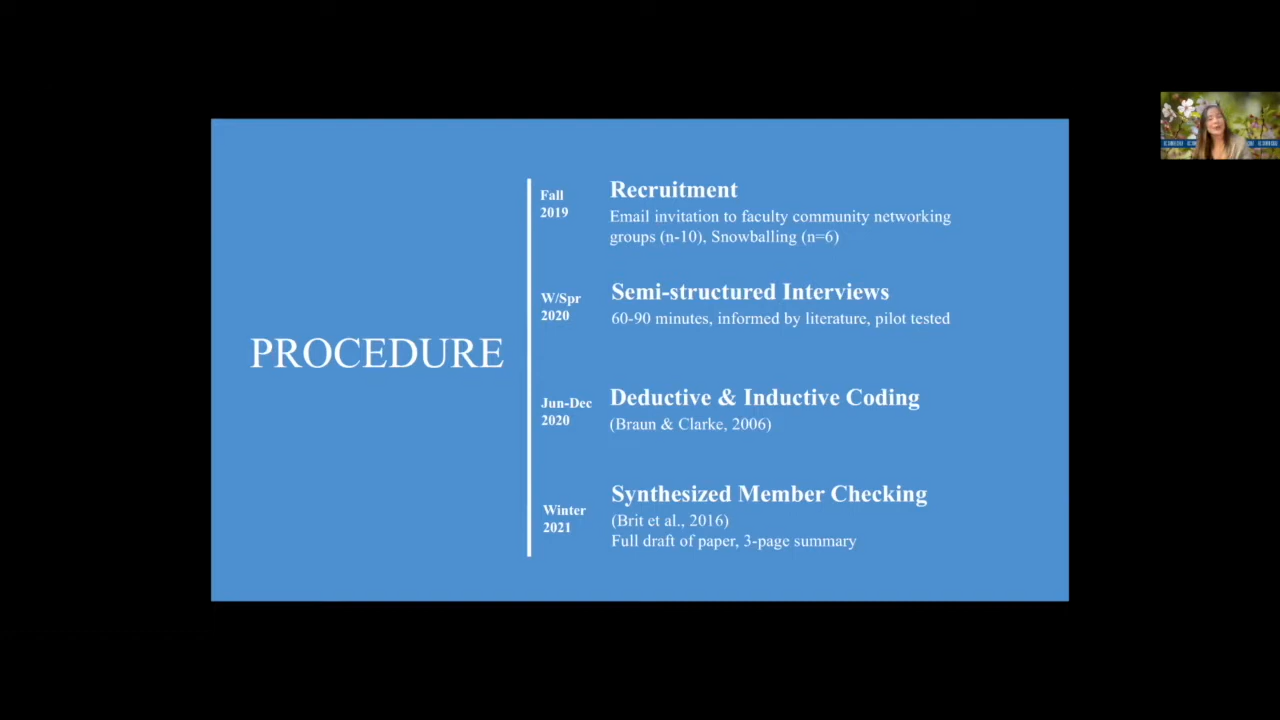 PROCEDURE
Fall
2019
Recruitment
Email invitation to faculty community networking
groups (n-10), Snowballing (n=6)
W/Spr
2020
Semi-structured Interviews
60-90 minutes, informed by literature, pilot tested
Jun-Dec
2020
Deductive & Inductive Coding
(Braun & Clarke, 2006)
Winter
2021
Synthesized Member Checking
(Brit et al., 2016)
Full draft of paper, 3-page summary